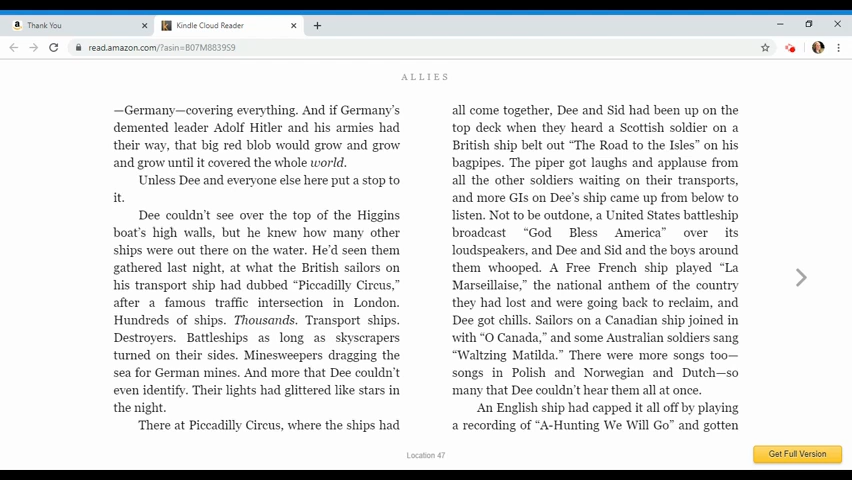 Thank You
Kindle Cloud Reader
read.amazon.com/?asin=B07M8839S9
ALLIES
—Germany—covering everything. And if Germany's
demented leader Adolf Hitler and his armies had
their way, that big red blob would grow and grow
and grow until it covered the whole world.
Unless Dee and everyone else here put a stop to
it.
Dee couldn't see over the top of the Higgins
boat's high walls, but he knew how many other
ships were out there on the water. He'd seen them
gathered last night, at what the British sailors on
his transport ship had dubbed "Piccadilly Circus,"
after a famous traffic intersection in London.
Hundreds of ships. Thousands. Transport ships.
Destroyers. Battleships as long as skyscrapers
turned on their sides. Minesweepers dragging the
sea for German mines. And more that Dee couldn't
even identify. Their lights had glittered like stars in
the night.
There at Piccadilly Circus, where the ships had
all come together, Dee and Sid had been up on the
top deck when they heard a Scottish soldier on a
British ship belt out "The Road to the Isles" on his
bagpipes. The piper got laughs and applause from
all the other soldiers waiting on their transports,
and more GIs on Dee's ship came up from below to
listen. Not to be outdone, a United States battleship
broadcast "God Bless America" over its
loudspeakers, and Dee and Sid and the boys around
them whooped. A Free French ship played "La
Marseillaise," the national anthem of the country
they had lost and were going back to reclaim, and
Dee got chills. Sailors on a Canadian ship joined in
with "O Canada," and some Australian soldiers sang
"Waltzing Matilda." There were more songs too—
songs in Polish and Norwegian and Dutch—so
many that Dee couldn't hear them all at once.
An English ship had capped it all off by playing
a recording of "A-Hunting We Will Go" and gotten
Location 47
Get Full Version